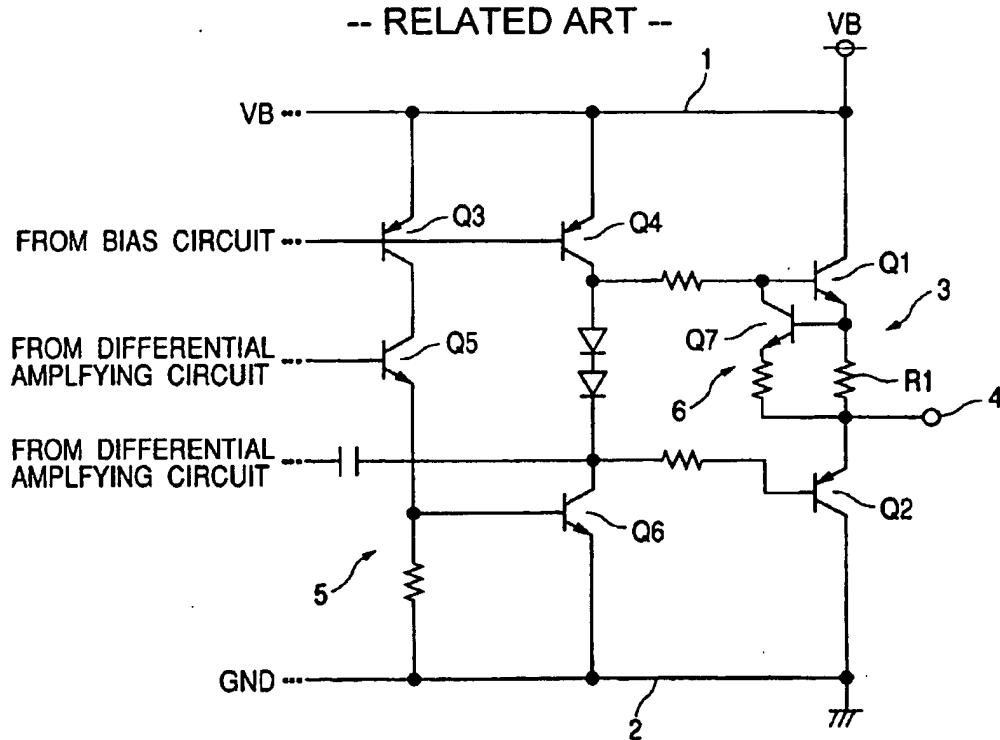 -- RELATED ART --
VB
1
VB ...
Q3
Q4
FROM BIAS CIRCUIT ...
Q1
3
Q7
FROM DIFFERENTIAL
AMPLFYING CIRCUIT ...
Q5
6
R1
4
FROM DIFFERENTIAL
AMPLFYING CIRCUIT ...
Q2
Q6
5
GND ...
2